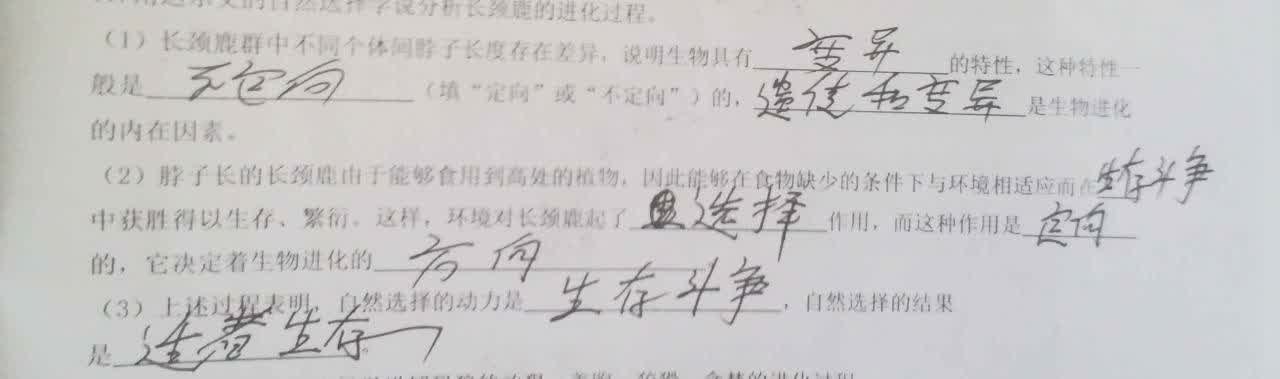 用达尔文的自然选择学说分析长颈鹿的进化过程。
（1）长颈鹿群中不同个体间脖子长度存在差异，说明生物具有 变异 的特性，这种特性一
般是 不定向 （填“定向”或“不定向”）的，遗传和变异 是生物进化
的内在因素。
（2）脖子长的长颈鹿由于能够食用到高处的植物，因此能够在食物缺少的条件下与环境相适应而在 生存斗争
中获胜得以生存、繁衍。这样，环境对长颈鹿起了 选择 作用，而这种作用是 定向
的，它决定着生物进化的 方向
（3）上述过程表明，自然选择的动力是 生存斗争 ，自然选择的结果
是 适者生存 。